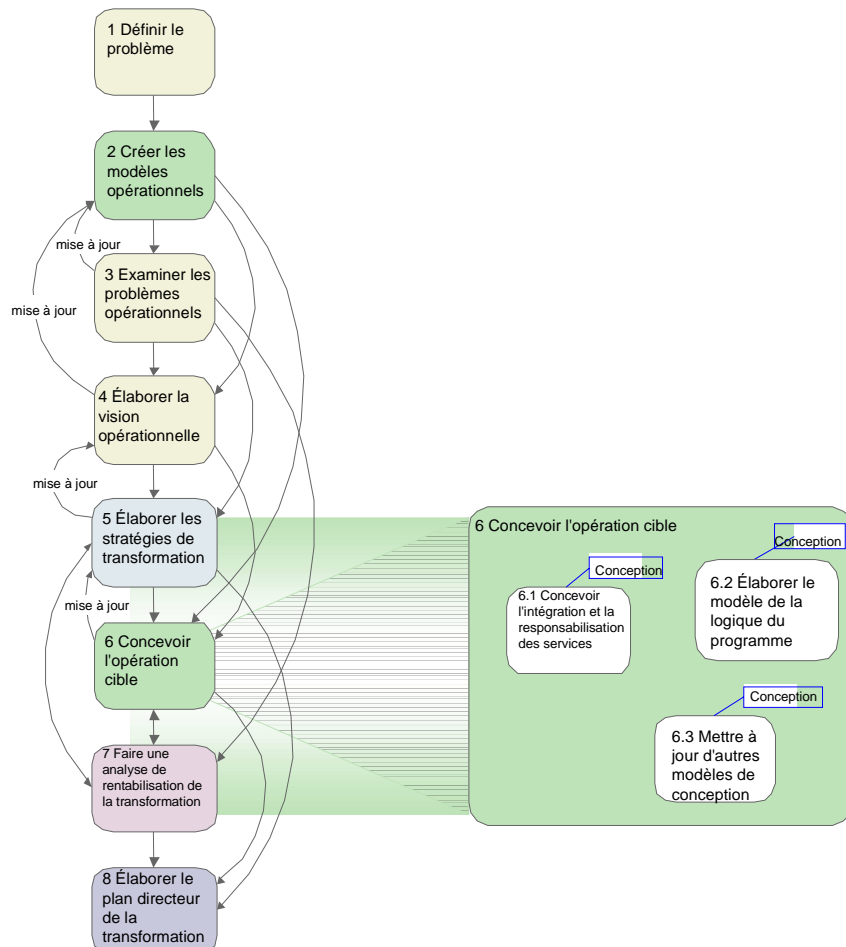 1 Définir le
problème
2 Créer les
modèles
opérationnels
mise à jour
3 Examiner les
problèmes
opérationnels
mise à jour
4 Élaborer la
vision
opérationnelle
mise à jour
5 Élaborer les
stratégies de
transformation
mise à jour
6 Concevoir
l'opération
cible
7 Faire une
analyse de
rentabilisation de
la transformation
8 Élaborer le
plan directeur
de la
transformation
6 Concevoir l'opération cible
Conception
6.1 Concevoir
l'intégration et la
responsabilisation
des services
Conception
6.2 Élaborer le
modèle de la
logique du
programme
Conception
6.3 Mettre à
jour d'autres
modèles de
conception